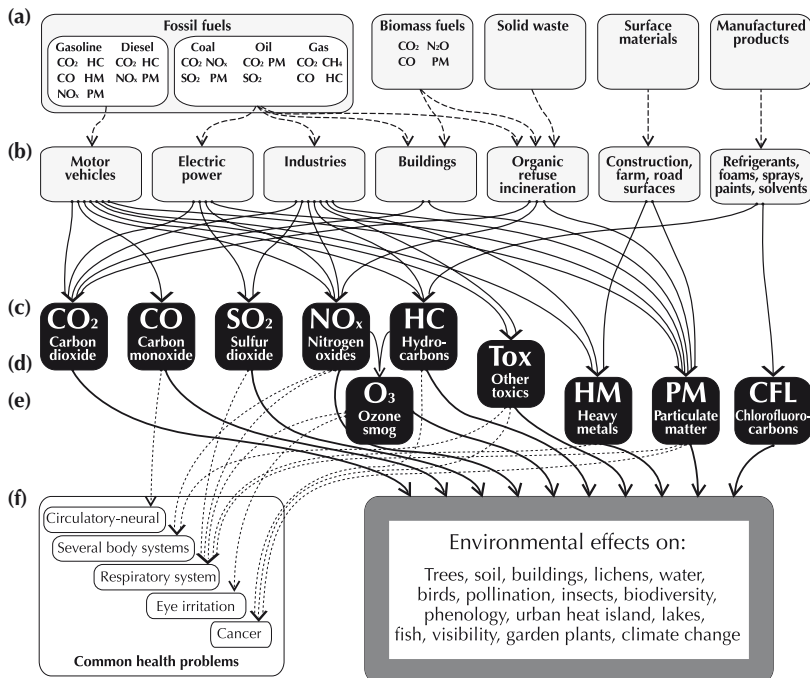 (a)
Fossil fuels
Biomass fuels
Solid waste
Surface
materials
Manufactured
products
Gasoline
CO₂ HC
CO HM
NOₓ PM
Diesel
CO₂ HC
NOₓ PM
Coal
CO₂ NOₓ
SO₂ PM
Oil
CO₂ PM
SO₂
Gas
CO₂ CH₄
CO HC
CO₂ N₂O
CO PM
(b)
Motor
vehicles
Electric
power
Industries
Buildings
Organic
refuse
incineration
Construction,
farm, road
surfaces
Refrigerants,
foams, sprays,
paints, solvents
(c)
CO₂
Carbon
dioxide
CO
Carbon
monoxide
SO₂
Sulfur
dioxide
NOₓ
Nitrogen
oxides
HC
Hydro-
carbons
(d)
Tox
Other
toxics
(e)
O₃
Ozone
smog
HM
Heavy
metals
PM
Particulate
matter
CFL
Chlorofluoro-
carbons
(f)
Circulatory-neural
Several body systems
Respiratory system
Eye irritation
Cancer
Common health problems
Environmental effects on:
Trees, soil, buildings, lichens, water,
birds, pollination, insects, biodiversity,
phenology, urban heat island, lakes,
fish, visibility, garden plants, climate change